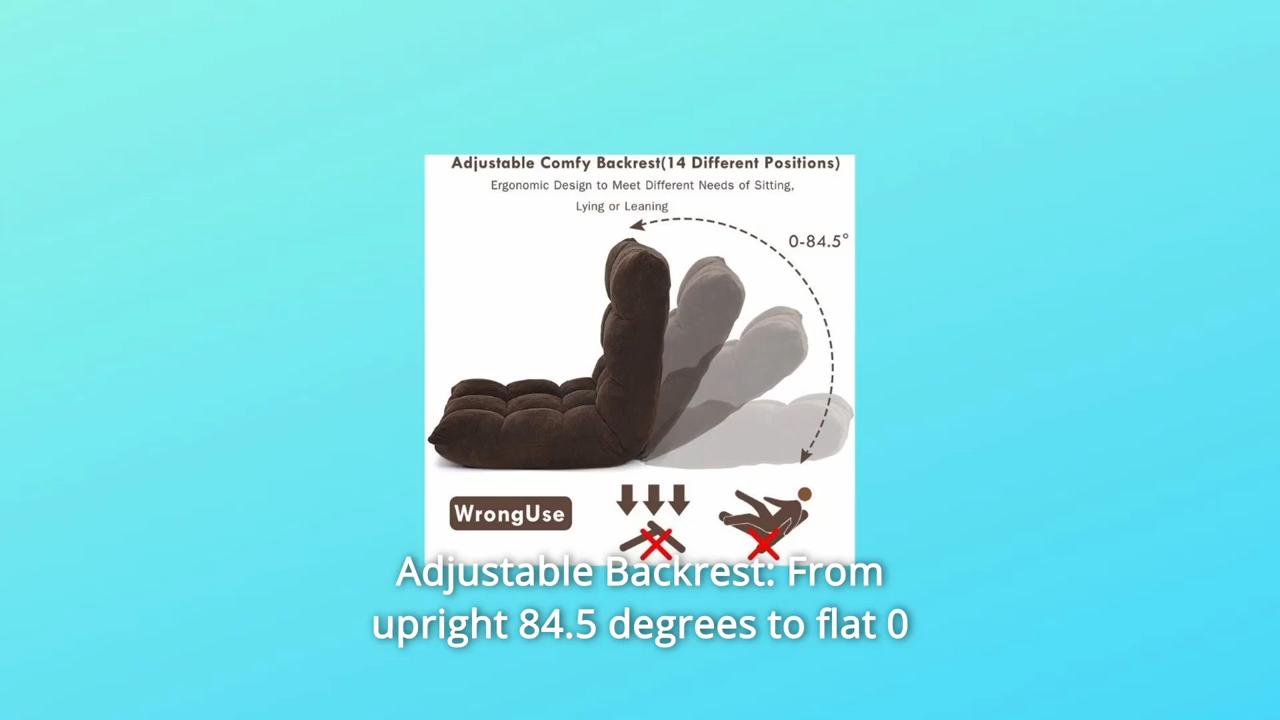 Adjustable Comfy Backrest(14 Different Positions)
Ergonomic Design to Meet Different Needs of Sitting,
Lying or Leaning
0-84.5°
WrongUse
Adjustable Backrest: From
upright 84.5 degrees to flat 0